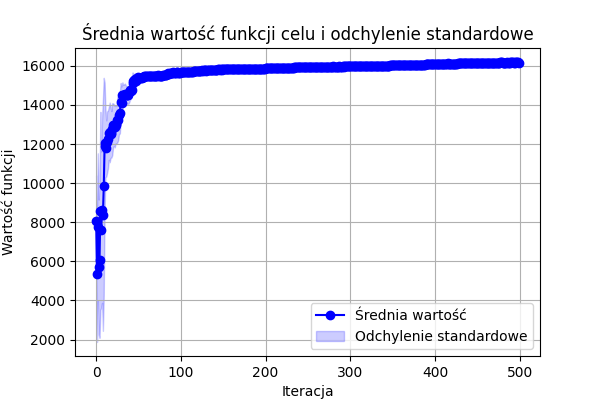 Średnia wartość funkcji celu i odchylenie standardowe
Wartość funkcji
16000
14000
12000
10000
8000
6000
4000
2000
Średnia wartość
Odchylenie standardowe
0 100 200 300 400 500
Iteracja